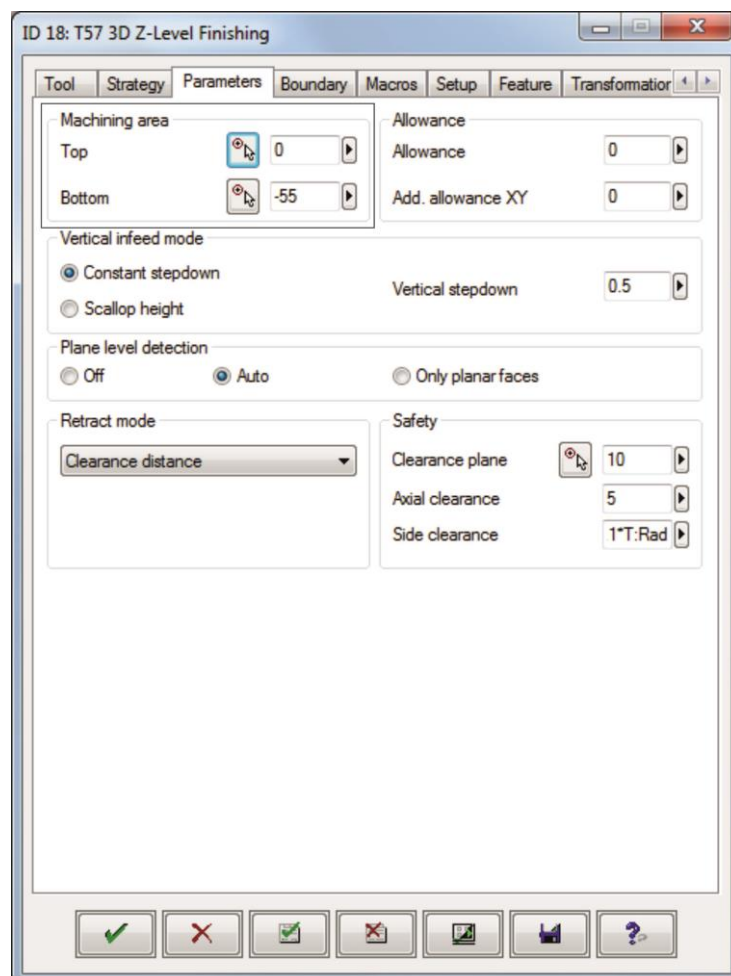 ID 18: T57 3D Z-Level Finishing
Tool Strategy Parameters Boundary Macros Setup Feature Transformation
Machining area
Top 0
Bottom -55
Allowance
Allowance 0
Add. allowance XY 0
Vertical infeed mode
Constant stepdown
Scallop height
Vertical stepdown 0.5
Plane level detection
Off Auto Only planar faces
Retract mode
Clearance distance
Safety
Clearance plane 10
Axial clearance 5
Side clearance 1*T:Rad